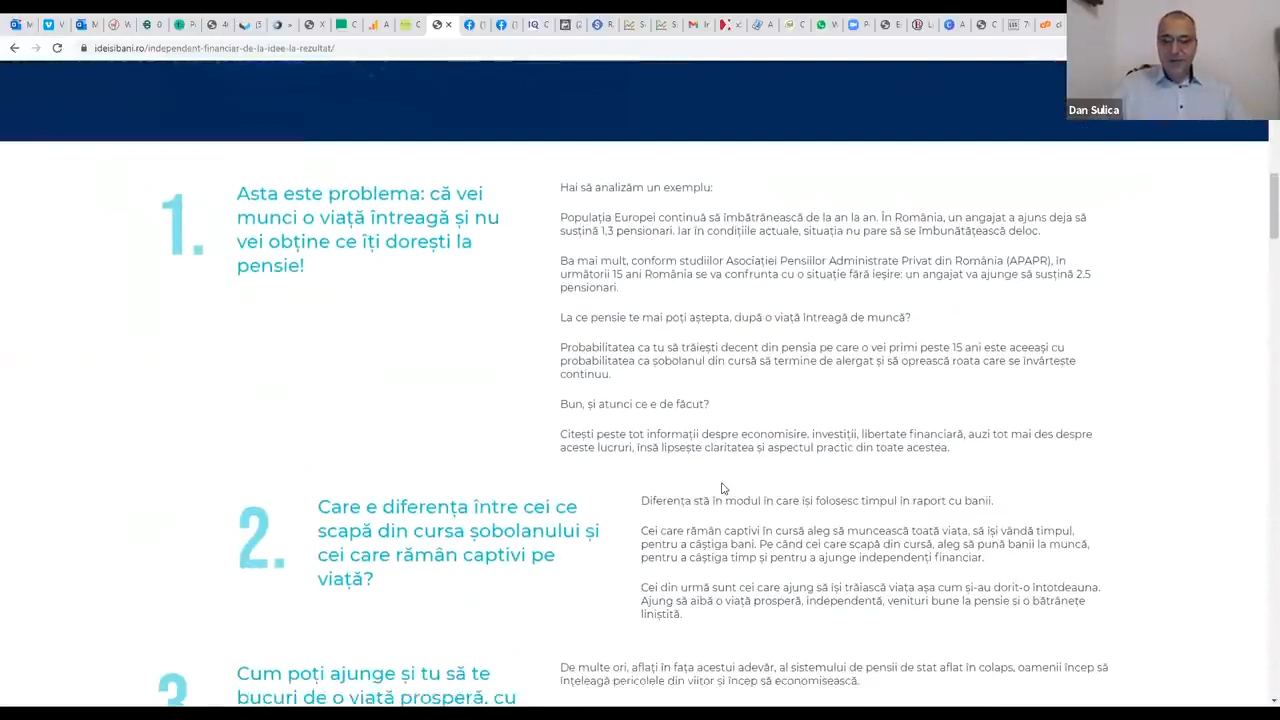 ideisibani.ro/independent-financiar-de-la-idee-la-rezultat/
Dan Sulica
1.
Asta este problema: că vei
munci o viață întreagă și nu
vei obține ce îți dorești la
pensie!
Hai să analizăm un exemplu:
Populația Europei continuă să îmbătrânească de la an la an. În România, un angajat a ajuns deja să
susțină 1,3 pensionari. Iar în condițiile actuale, situația nu pare să se îmbunătățească deloc.
Ba mai mult, conform studiilor Asociației Pensiilor Administrate Privat din România (APAPR), în
următorii 15 ani România se va confrunta cu o situație fără ieșire: un angajat va ajunge să susțină 2.5
pensionari.
La ce pensie te mai poți aștepta, după o viață întreagă de muncă?
Probabilitatea ca tu să trăiești decent din pensia pe care o vei primi peste 15 ani este aceeași cu
probabilitatea ca șobolanul din cursă să termine de alergat și să oprească roata care se învârtește
continuu.
Bun, și atunci ce e de făcut?
Citești peste tot informații despre economisire, investiții, libertate financiară, auzi tot mai des despre
aceste lucruri, însă lipsește claritatea și aspectul practic din toate acestea.
2.
Care e diferența între cei ce
scapă din cursa șobolanului și
cei care rămân captivi pe
viață?
Diferența stă în modul în care își folosesc timpul în raport cu banii.
Cei care rămân captivi în cursă aleg să muncească toată viața, să își vândă timpul,
pentru a câștiga bani. Pe când cei care scapă din cursă, aleg să pună banii la muncă,
pentru a câștiga timp și pentru a ajunge independenți financiar.
Cei din urmă sunt cei care ajung să își trăiască viața așa cum și-au dorit-o întotdeauna.
Ajung să aibă o viață prosperă, independentă, venituri bune la pensie și o bătrânețe
liniștită.
3
Cum poți ajunge și tu să te
bucuri de o viață prosperă, cu
De multe ori, aflați în fața acestui adevăr, al sistemului de pensii de stat aflat în colaps, oamenii încep să
înțeleagă pericolele din viitor și încep să economisească.